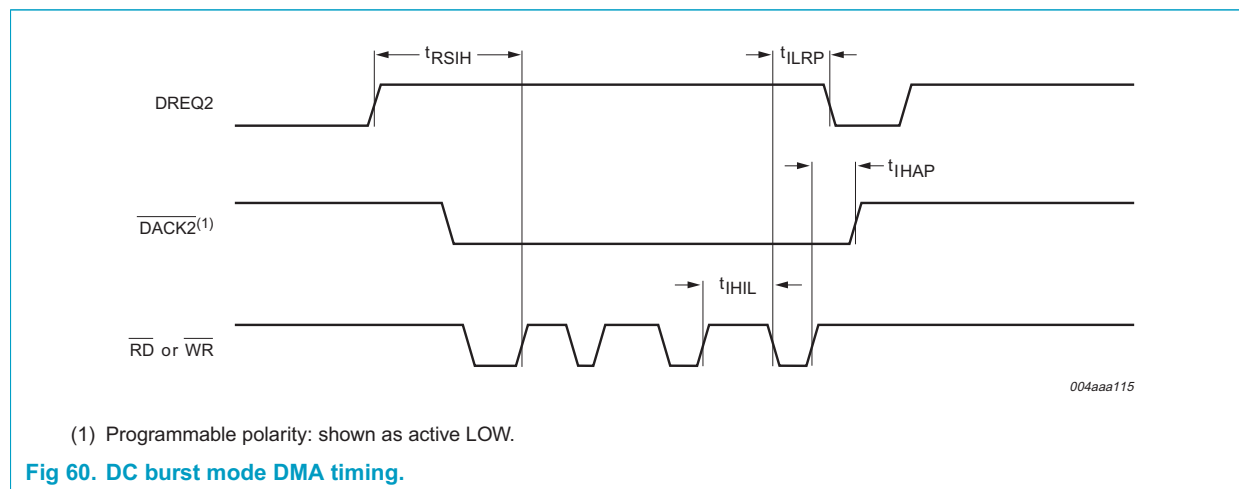 tRSIH
tILRP
DREQ2
tIHAP
DACK2(1)
tIHIL
RD or WR
004aaa115
(1) Programmable polarity: shown as active LOW.
Fig 60. DC burst mode DMA timing.